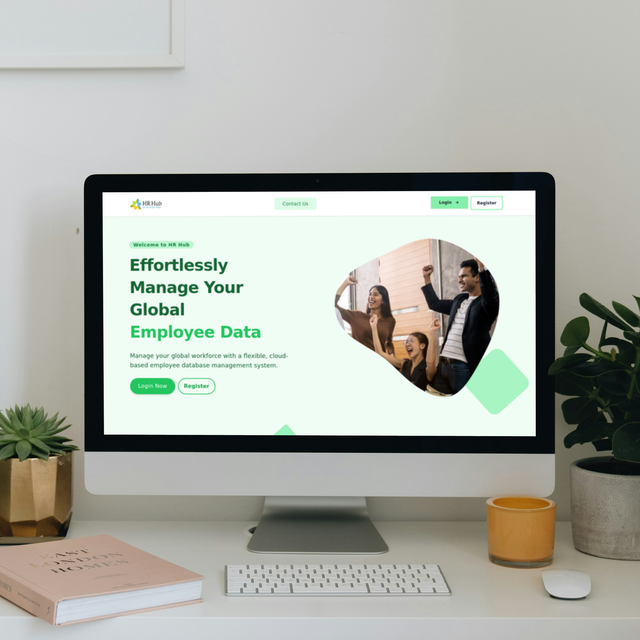 HR Hub
Contact Us
Login →
Register
Welcome to HR Hub
Effortlessly
Manage Your
Global
Employee Data
Manage your global workforce with a flexible, cloud-
based employee database management system.
Login Now
Register
EAST
LONDON
HOMES